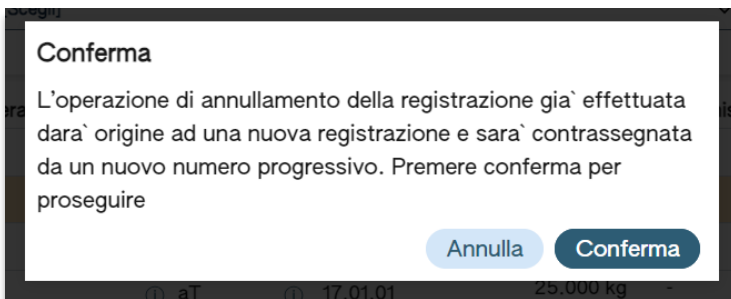 [Scegli]
Conferma
L'operazione di annullamento della registrazione gia` effettuata
dara` origine ad una nuova registrazione e sara` contrassegnata
da un nuovo numero progressivo. Premere conferma per
proseguire
Annulla Conferma
aT 17.01.01 25.000 kg -